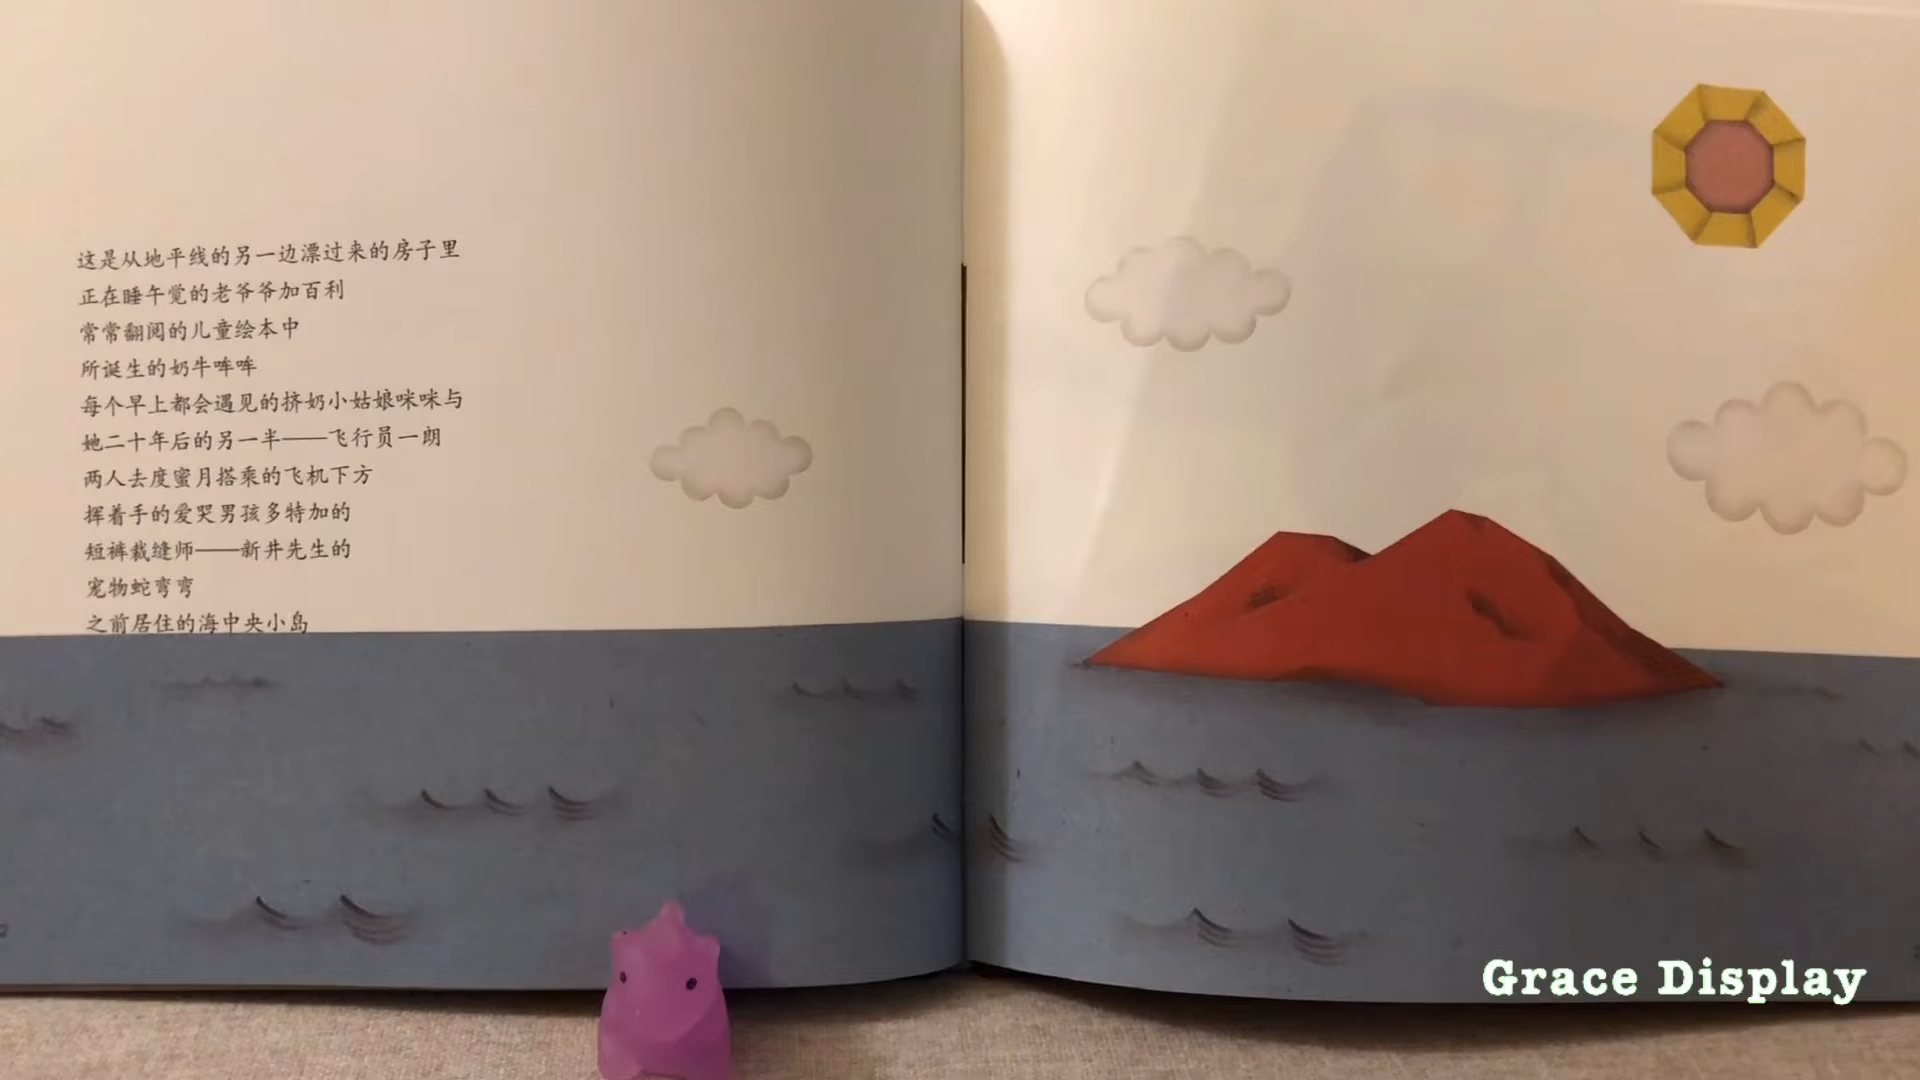 这是从地平线的另一边漂过来的房子里
正在睡午觉的老爷爷加百利
常常翻阅的儿童绘本中
所诞生的奶牛哞哞
每个早上都会遇见的挤奶小姑娘咪咪与
她二十年后的另一半——飞行员一朗
两人去度蜜月搭乘的飞机下方
挥着手的爱哭男孩多特加的
短裤裁缝师——新井先生的
宠物蛇弯弯
之前居住的海中央小岛
Grace Display